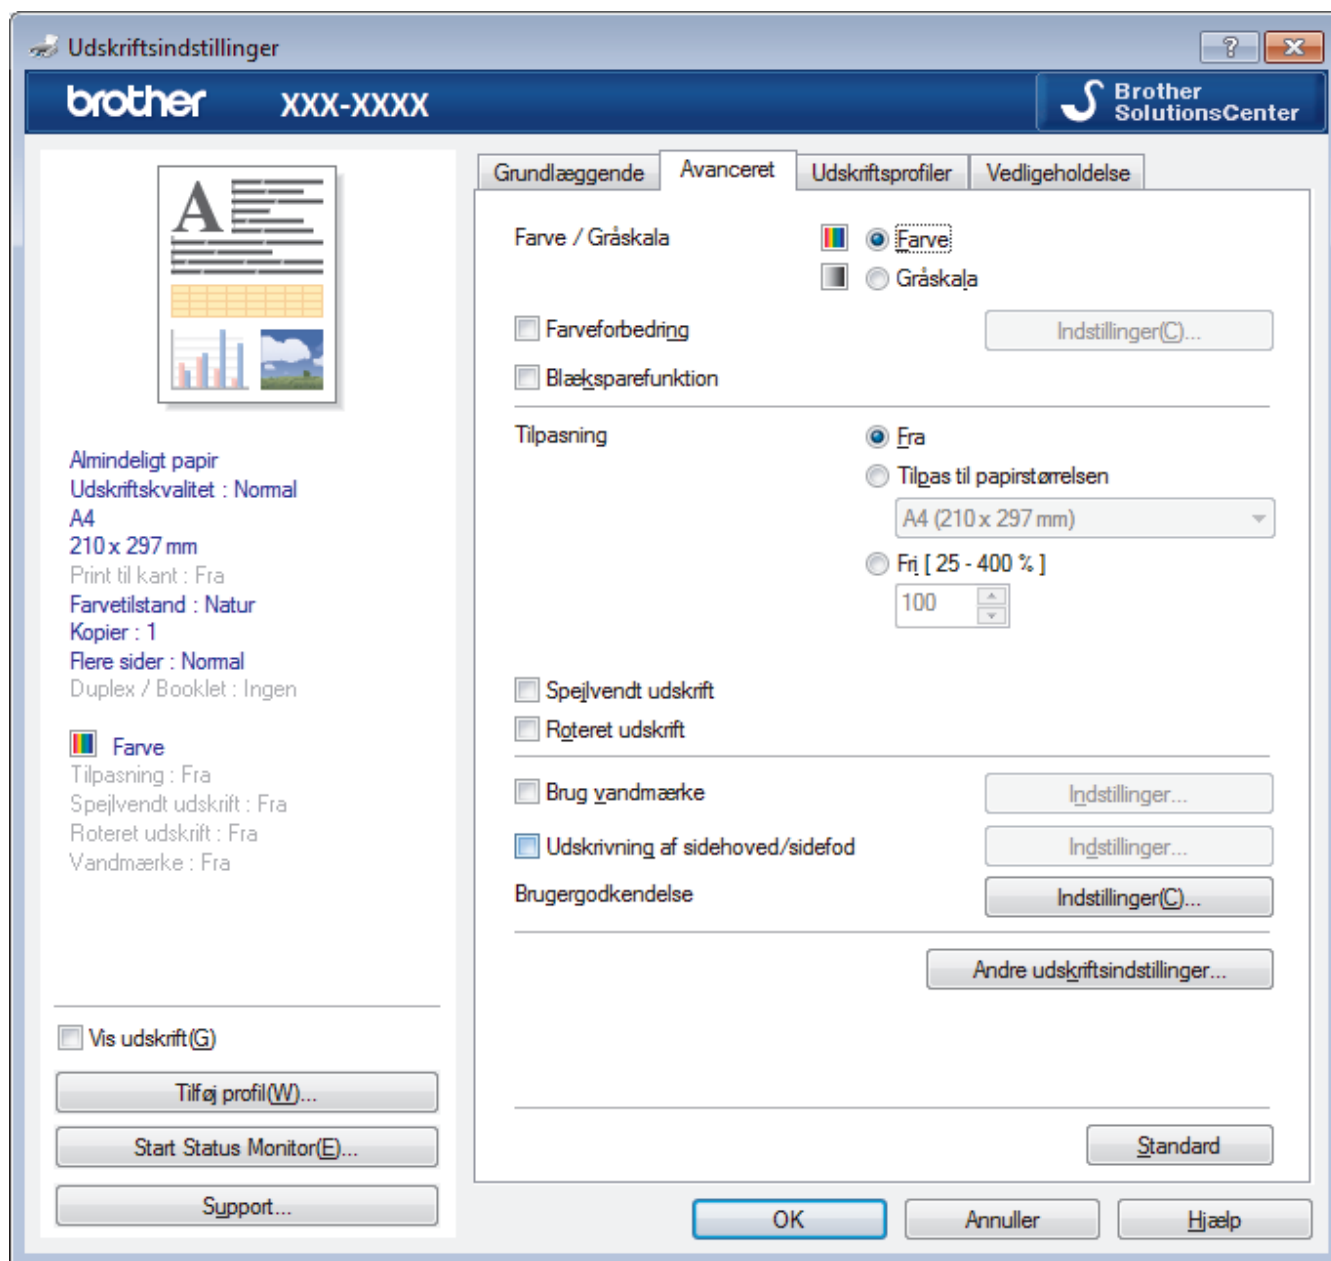 Udskriftsindstillinger
brother XXX-XXXX
Brother
SolutionsCenter
A
Almindeligt papir
Udskriftskvalitet : Normal
A4
210 x 297 mm
Print til kant : Fra
Farvetilstand : Natur
Kopier : 1
Flere sider : Normal
Duplex / Booklet : Ingen
Farve
Tilpasning : Fra
Spejlvendt udskrift : Fra
Roteret udskrift : Fra
Vandmærke : Fra
Vis udskrift(G)
Tilføj profil(W)...
Start Status Monitor(E)...
Support...
Grundlæggende Avanceret Udskriftsprofiler Vedligeholdelse
Farve / Gråskala
Farve
Gråskala
Farveforbedring Indstillinger(C)...
Blæksparefunktion
Tilpasning
Fra
Tilpas til papirstørrelsen
A4 (210 x 297 mm)
Fri [ 25 - 400 % ]
100
Spejlvendt udskrift
Roteret udskrift
Brug vandmærke Indstillinger...
Udskrivning af sidehoved/sidefod Indstillinger...
Brugergodkendelse Indstillinger(C)...
Andre udskriftsindstillinger...
Standard
OK Annuller Hjælp